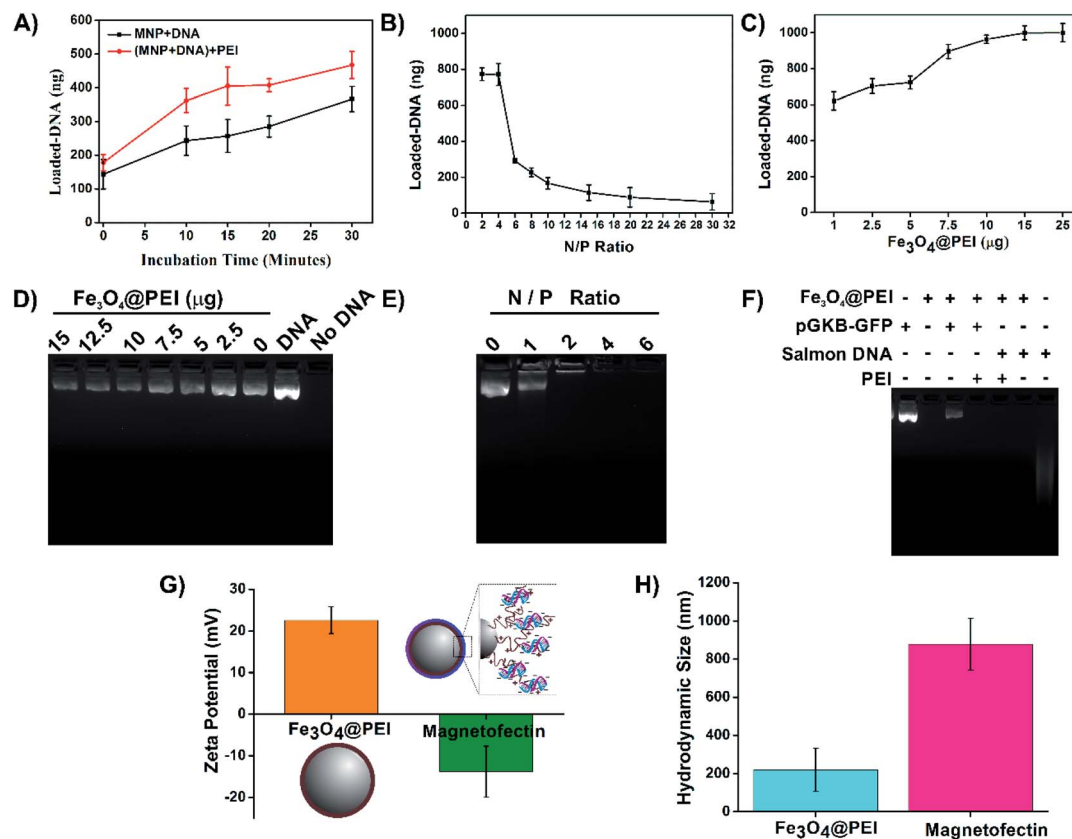 A)
MNP+DNA
(MNP+DNA)+PEI
Loaded-DNA (ng)
600
500
400
300
200
100
0
0 5 10 15 20 25 30
Incubation Time (Minutes)
B)
Loaded-DNA (ng)
1000
800
600
400
200
0
2 4 6 8 10 12 14 16 18 20 22 24 26 28 30 32
N/P Ratio
C)
Loaded-DNA (ng)
1000
800
600
400
200
0
1 2.5 5 7.5 10 15 25
Fe₃O₄@PEI (µg)
D)
Fe₃O₄@PEI (µg)
15 12.5 10 7.5 5 2.5 0 DNA No DNA
E)
N / P Ratio
0 1 2 4 6
F)
Fe₃O₄@PEI - + + + + + -
pGKB-GFP + - + + - - -
Salmon DNA - - - - + + +
PEI - - - + + - -
G)
Zeta Potential (mV)
30
20
10
0
-10
-20
Fe₃O₄@PEI
Magnetofectin
H)
Hydrodynamic Size (nm)
1200
1000
800
600
400
200
0
Fe₃O₄@PEI Magnetofectin